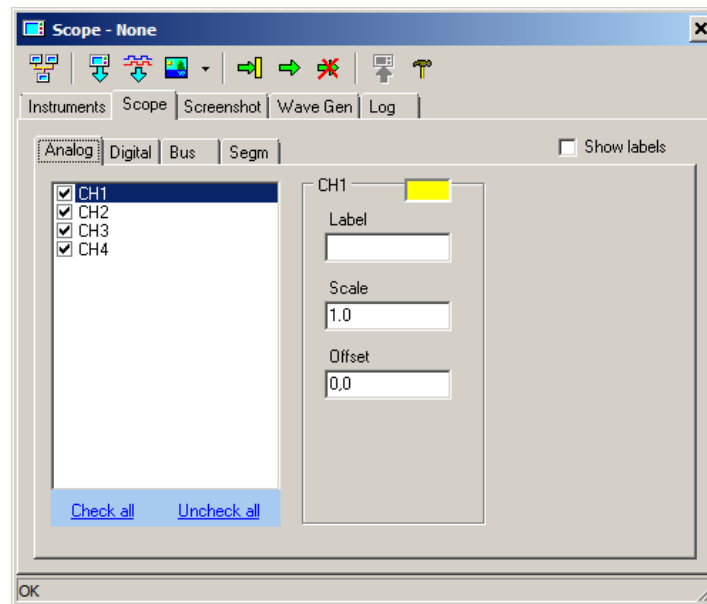 Scope - None
Instruments Scope Screenshot Wave Gen Log
Analog Digital Bus Segm Show labels
CH1
CH2
CH3
CH4
CH1
Label
Scale
1.0
Offset
0,0
Check all Uncheck all
OK